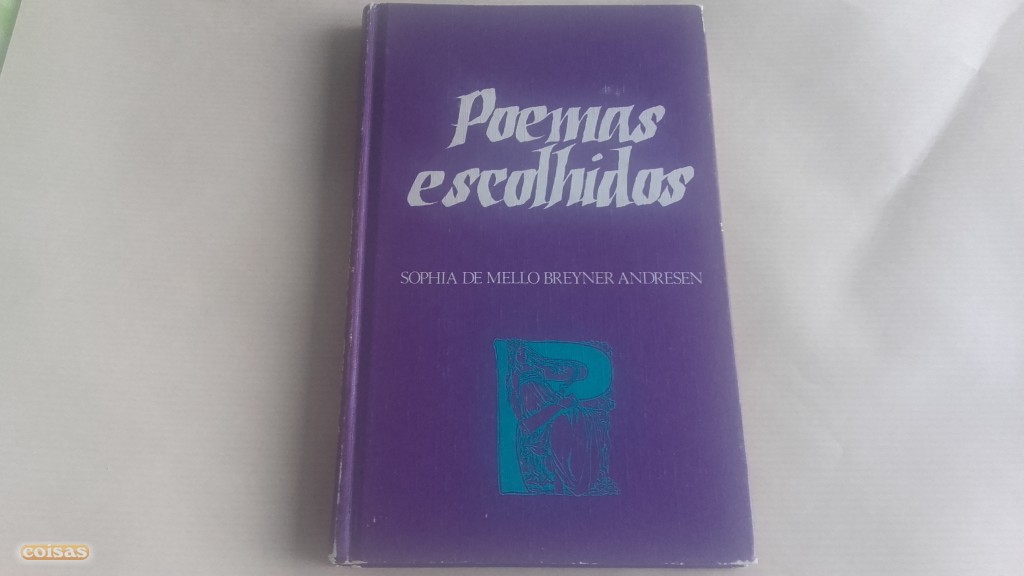 Poemas
escolhidos
SOPHIA DE MELLO BREYNER ANDRESEN
P
coisas